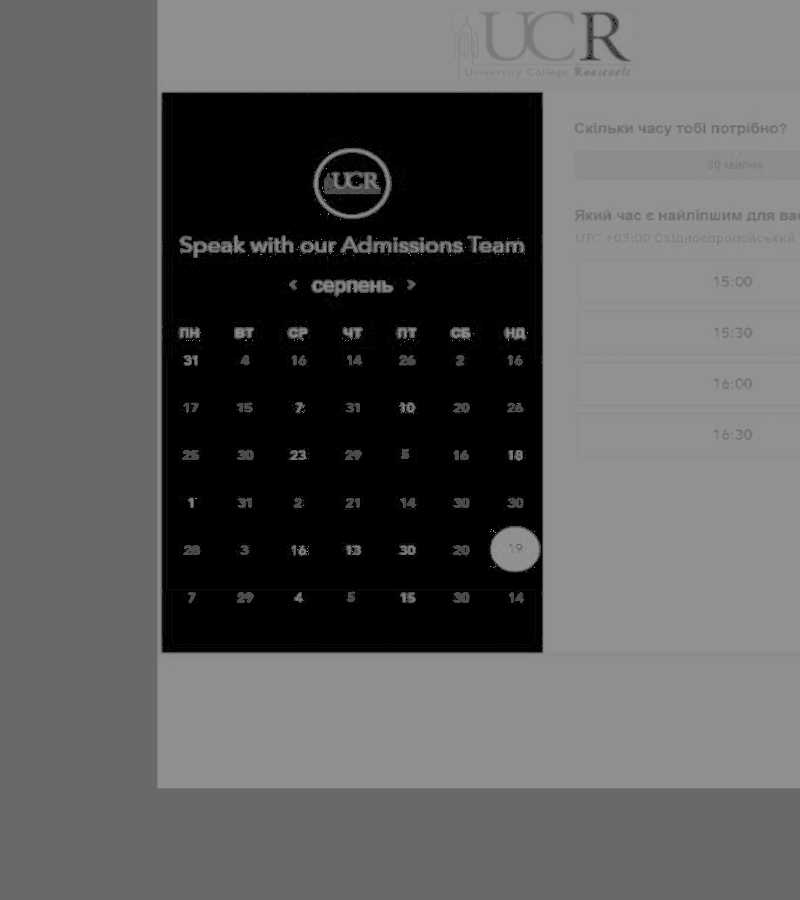 UCR
University College Roosevelt
UCR
Speak with our Admissions Team
< серпень >
ПН ВТ СР ЧТ ПТ СБ НД
31 4 16 14 26 2 16
17 15 7 31 10 20 26
25 30 23 29 5 16 18
1 31 2 21 14 30 30
28 3 16 13 30 20 19
7 29 4 5 15 30 14
Скільки часу тобі потрібно?
30 хвилин
Який час є найліпшим для вас
UTC +03:00 Східноєвропейський
15:00
15:30
16:00
16:30